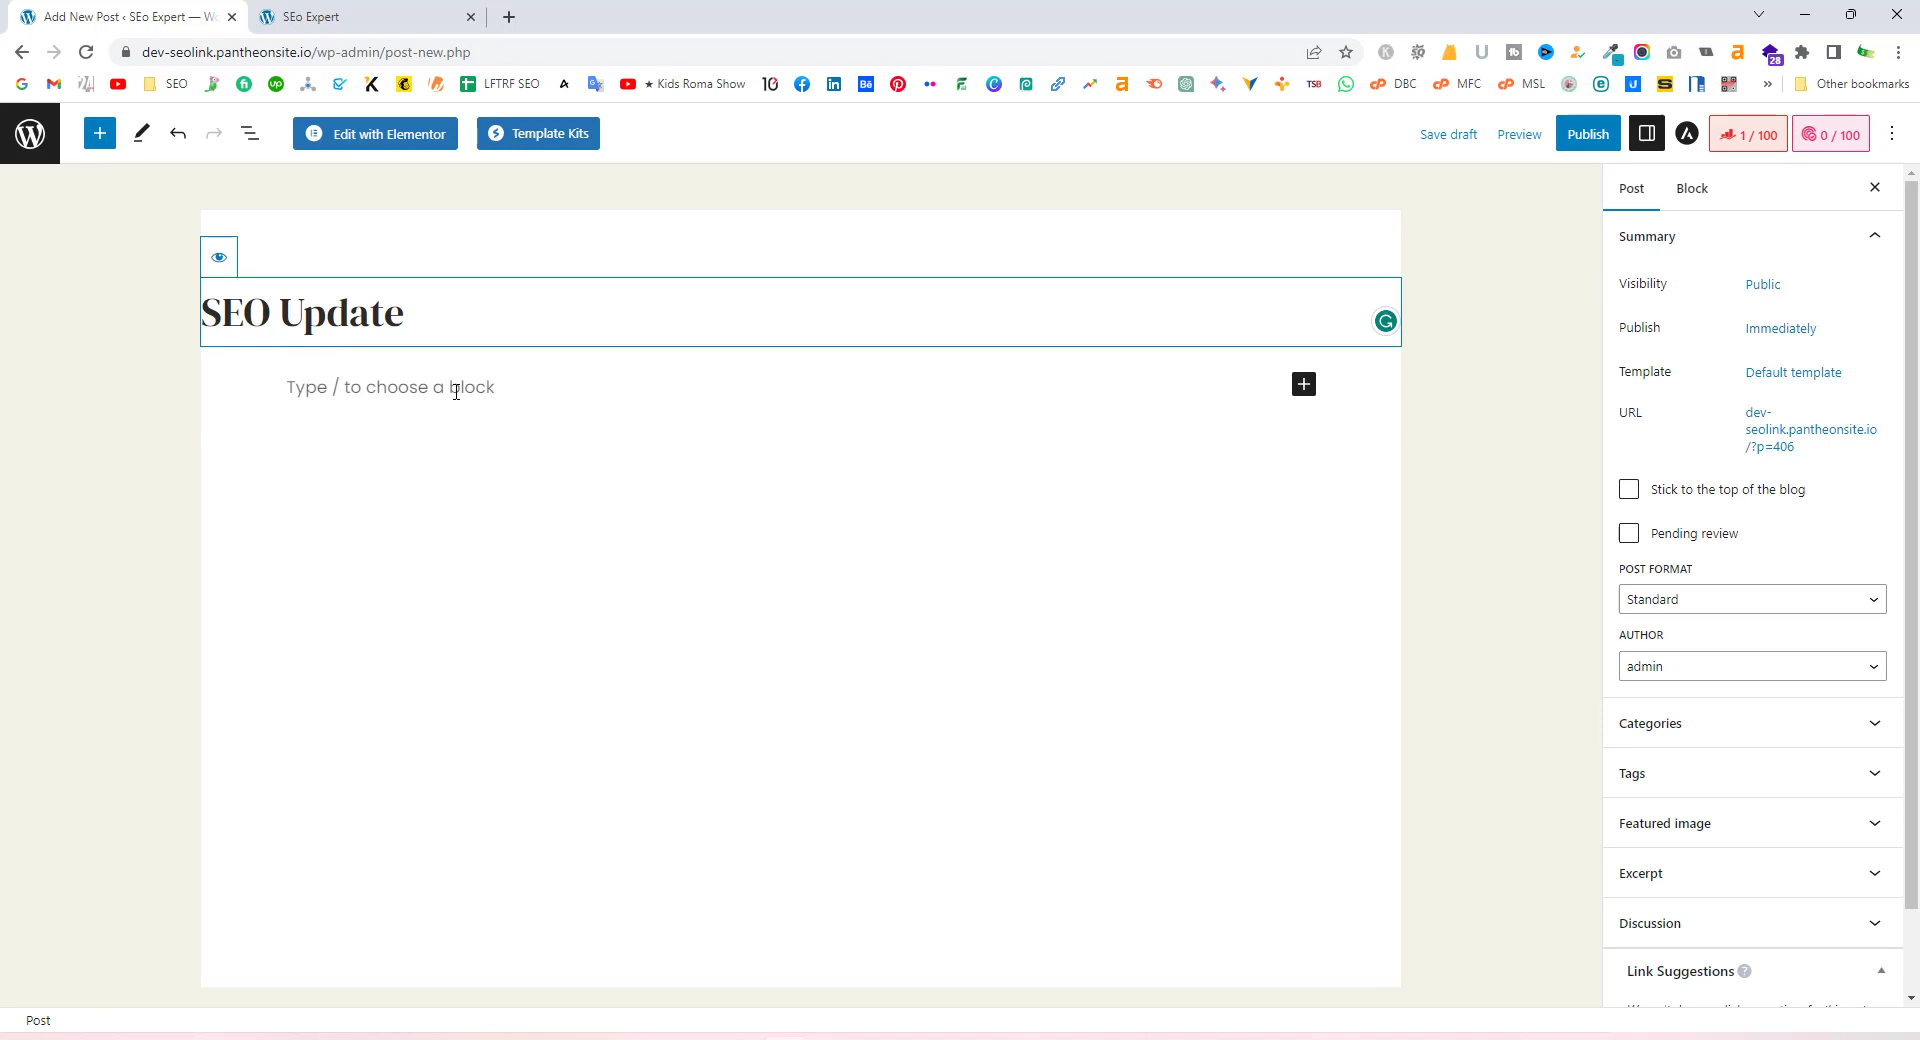 Add New Post ‹ SEo Expert — Wo
SEo Expert
dev-seolink.pantheonsite.io/wp-admin/post-new.php
28
SEO
LFTRF SEO
★ Kids Roma Show
10
TSB
DBC
MFC
MSL
»
Other bookmarks
Edit with Elementor
Template Kits
Save draft
Preview
Publish
1 / 100
0 / 100
Post
Block
Summary
SEO Update
Type / to choose a block
Visibility
Public
Publish
Immediately
Template
Default template
URL
dev-
seolink.pantheonsite.io
/?p=406
Stick to the top of the blog
Pending review
POST FORMAT
Standard
AUTHOR
admin
Categories
Tags
Featured image
Excerpt
Discussion
Link Suggestions ?
Post